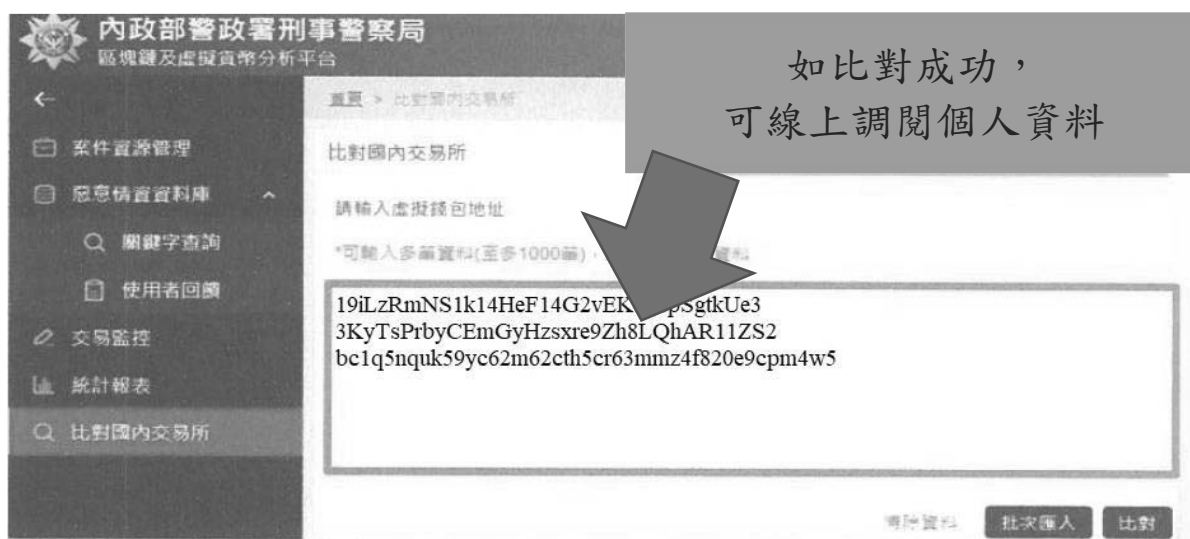 內政部警政署刑事警察局
區塊鏈及虛擬貨幣分析平台
如比對成功，
可線上調閱個人資料
首頁 > 比對國內交易所
案件資源管理
比對國內交易所
惡意情資資料庫
請輸入虛擬錢包地址
關鍵字查詢
*可輸入多筆資料(至多1000筆)，
資料
使用者回饋
19iLzRmNS1k14HeF14G2vEK
pSgtkUe3
3KyTsPrbyCEmGyHzsxre9Zh8LQhAR11ZS2
交易監控
bc1q5nquk59yc62m62cth5cr63mmz4f820e9cpm4w5
統計報表
比對國內交易所
清除資料 批次匯入 比對